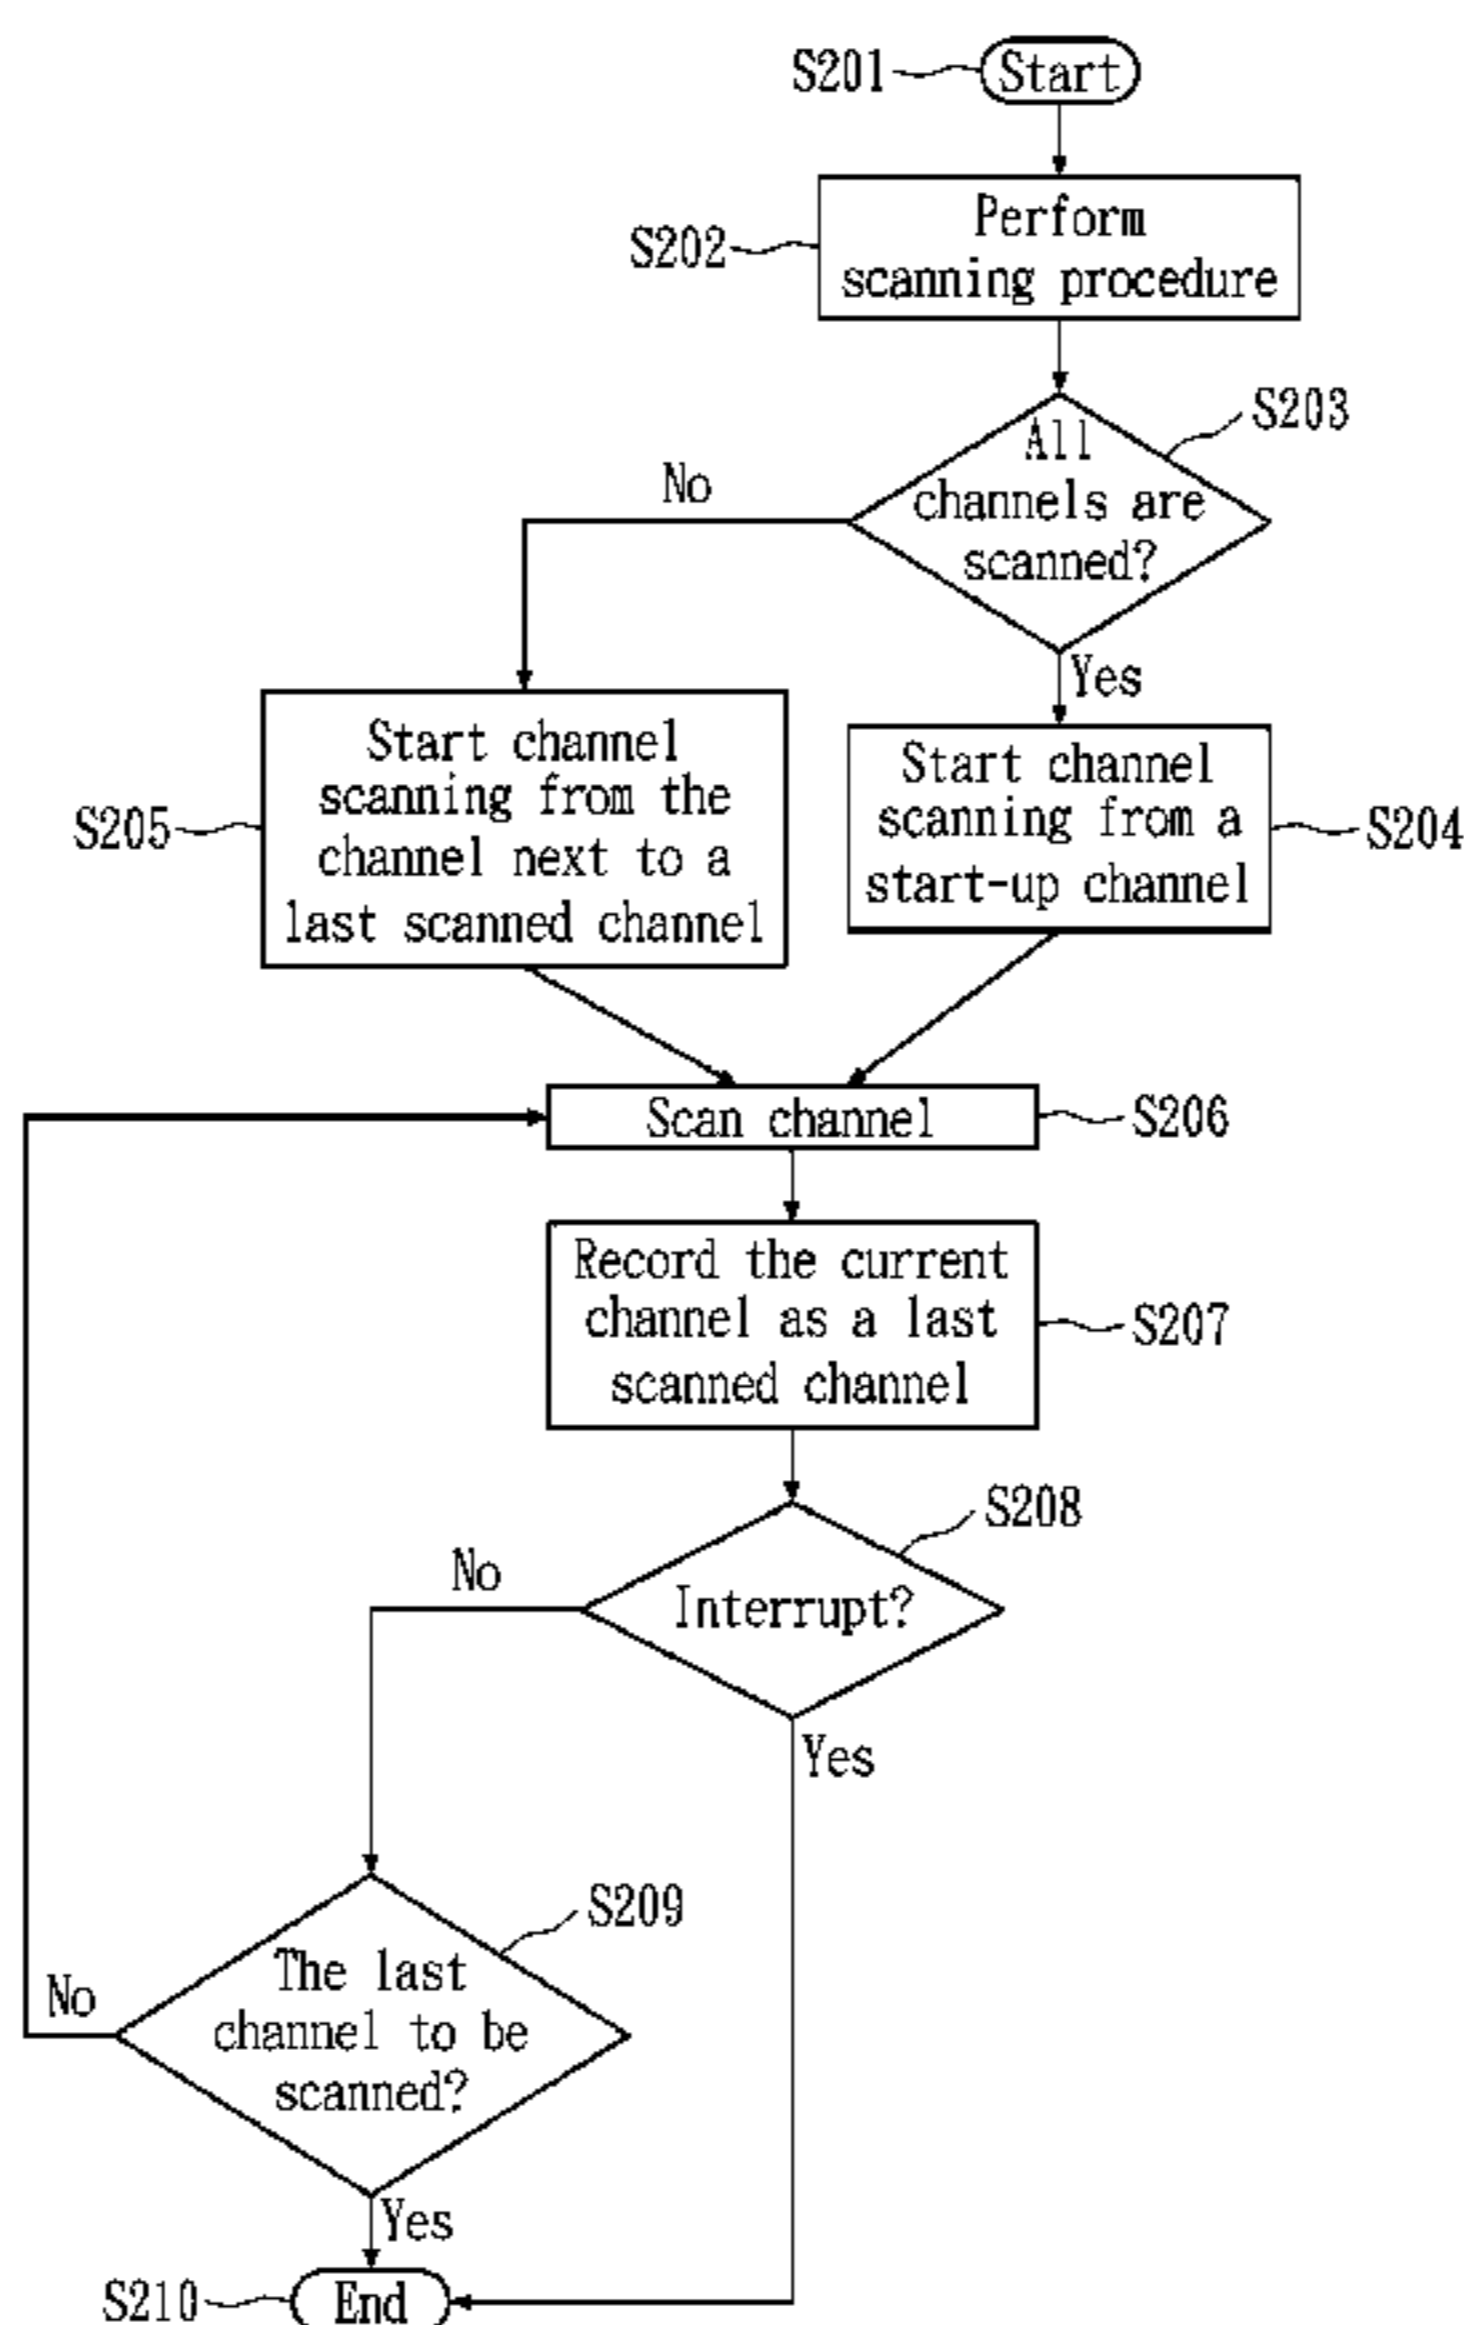 S201
Start
S202
Perform
scanning procedure
S203
All
channels are
scanned?
No
Yes
S205
Start channel
scanning from the
channel next to a
last scanned channel
Start channel
scanning from a
start-up channel
S204
Scan channel
S206
Record the current
channel as a last
scanned channel
S207
S208
Interrupt?
No
Yes
S209
The last
channel to be
scanned?
No
Yes
S210
End